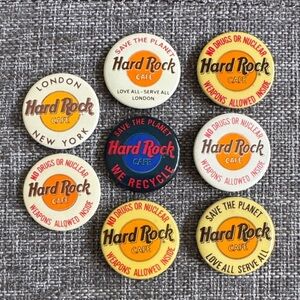 LONDON
Hard Rock
CAFE
NEW YORK
SAVE THE PLANET
Hard Rock
CAFE
LOVE ALL - SERVE ALL
LONDON
NO DRUGS OR NUCLEAR
Hard Rock
CAFE
WEAPONS ALLOWED INSIDE
NO DRUGS OR NUCLEAR
Hard Rock
CAFE
WEAPONS ALLOWED INSIDE
SAVE THE PLANET
Hard Rock
CAFE
WE RECYCLE
NO DRUGS OR NUCLEAR
Hard Rock
CAFE
WEAPONS ALLOWED INSIDE
NO DRUGS OR NUCLEAR
Hard Rock
CAFE
WEAPONS ALLOWED INSIDE
SAVE THE PLANET
Hard Rock
CAFE
LOVE ALL SERVE ALL